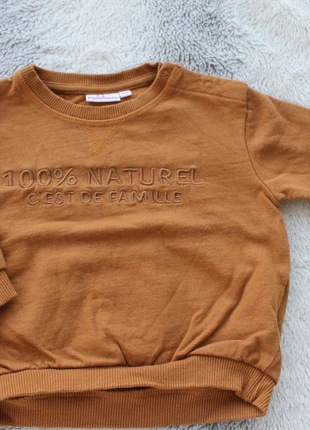 100% NATUREL
C'EST DE FAMILLE